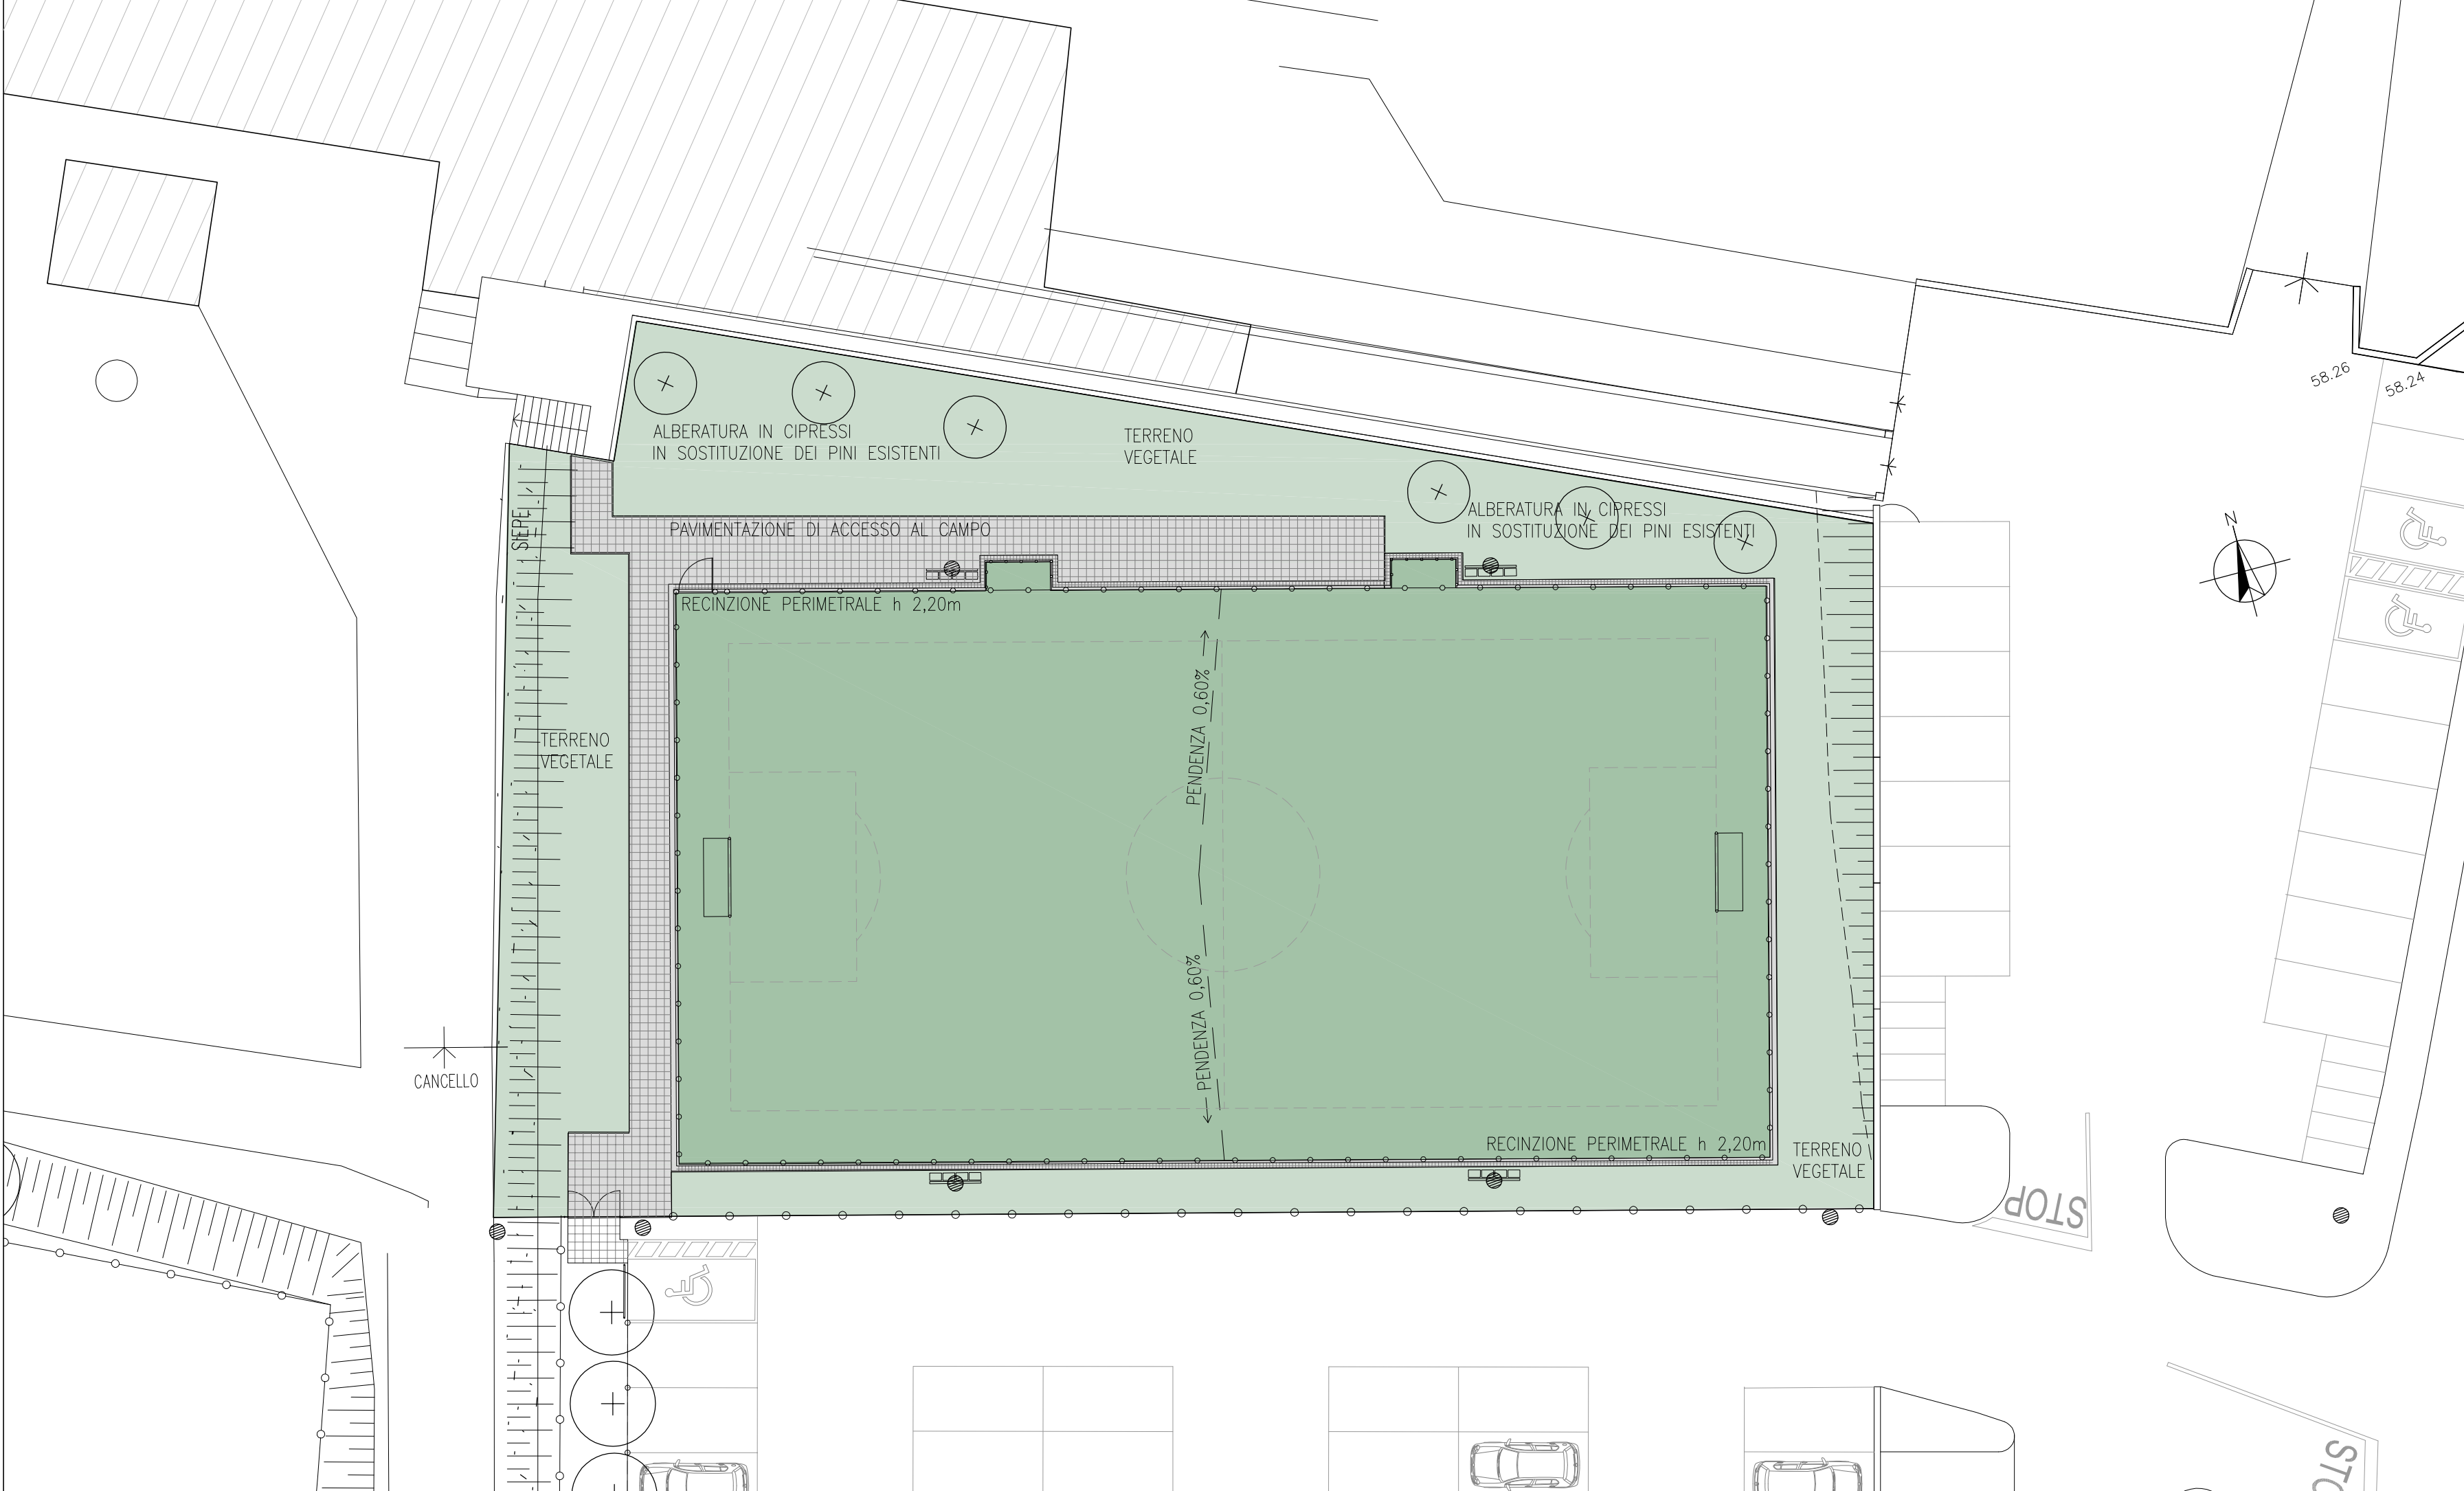 58.26
58.24
ALBERATURA IN CIPRESSI
IN SOSTITUZIONE DEI PINI ESISTENTI
TERRENO
VEGETALE
SIEPE
PAVIMENTAZIONE DI ACCESSO AL CAMPO
ALBERATURA IN CIPRESSI
IN SOSTITUZIONE DEI PINI ESISTENTI
N
RECINZIONE PERIMETRALE h 2,20m
PENDENZA 0,60%
TERRENO
VEGETALE
PENDENZA 0,60%
CANCELLO
RECINZIONE PERIMETRALE h 2,20m
TERRENO
VEGETALE
STOP
STO